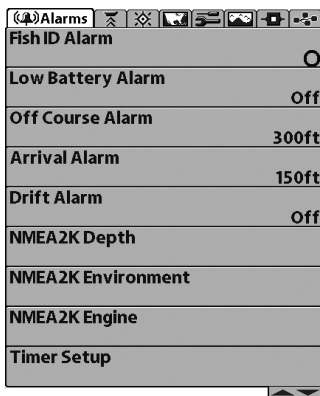 Alarms
Fish ID Alarm
Low Battery Alarm
Off
Off Course Alarm
300ft
Arrival Alarm
150ft
Drift Alarm
Off
NMEA2K Depth
NMEA2K Environment
NMEA2K Engine
Timer Setup